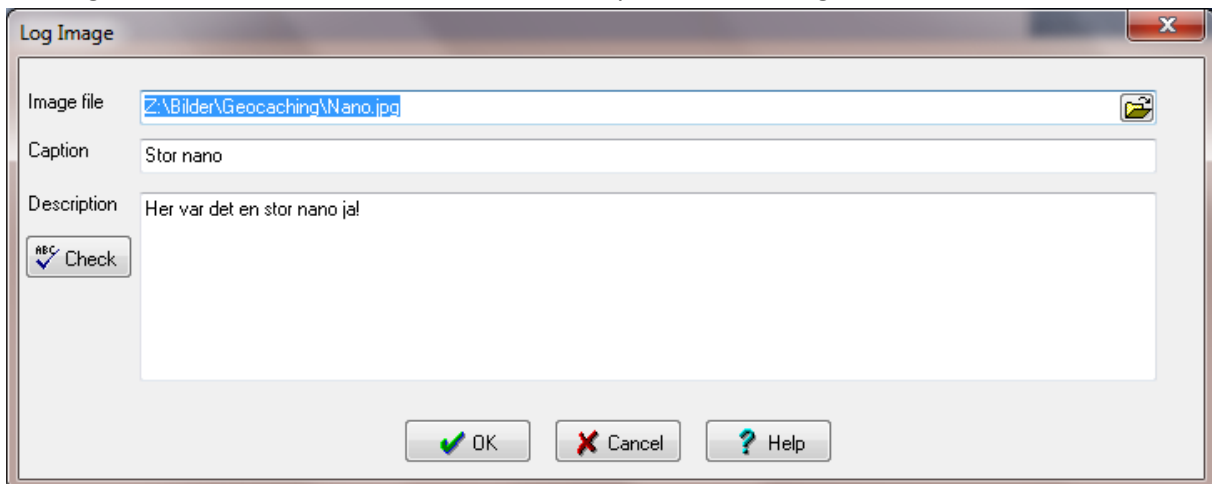 Log Image
Image file
Z:\Bilder\Geocaching\Nano.jpg
Caption
Stor nano
Description
Her var det en stor nano ja!
ABC Check
OK Cancel ? Help